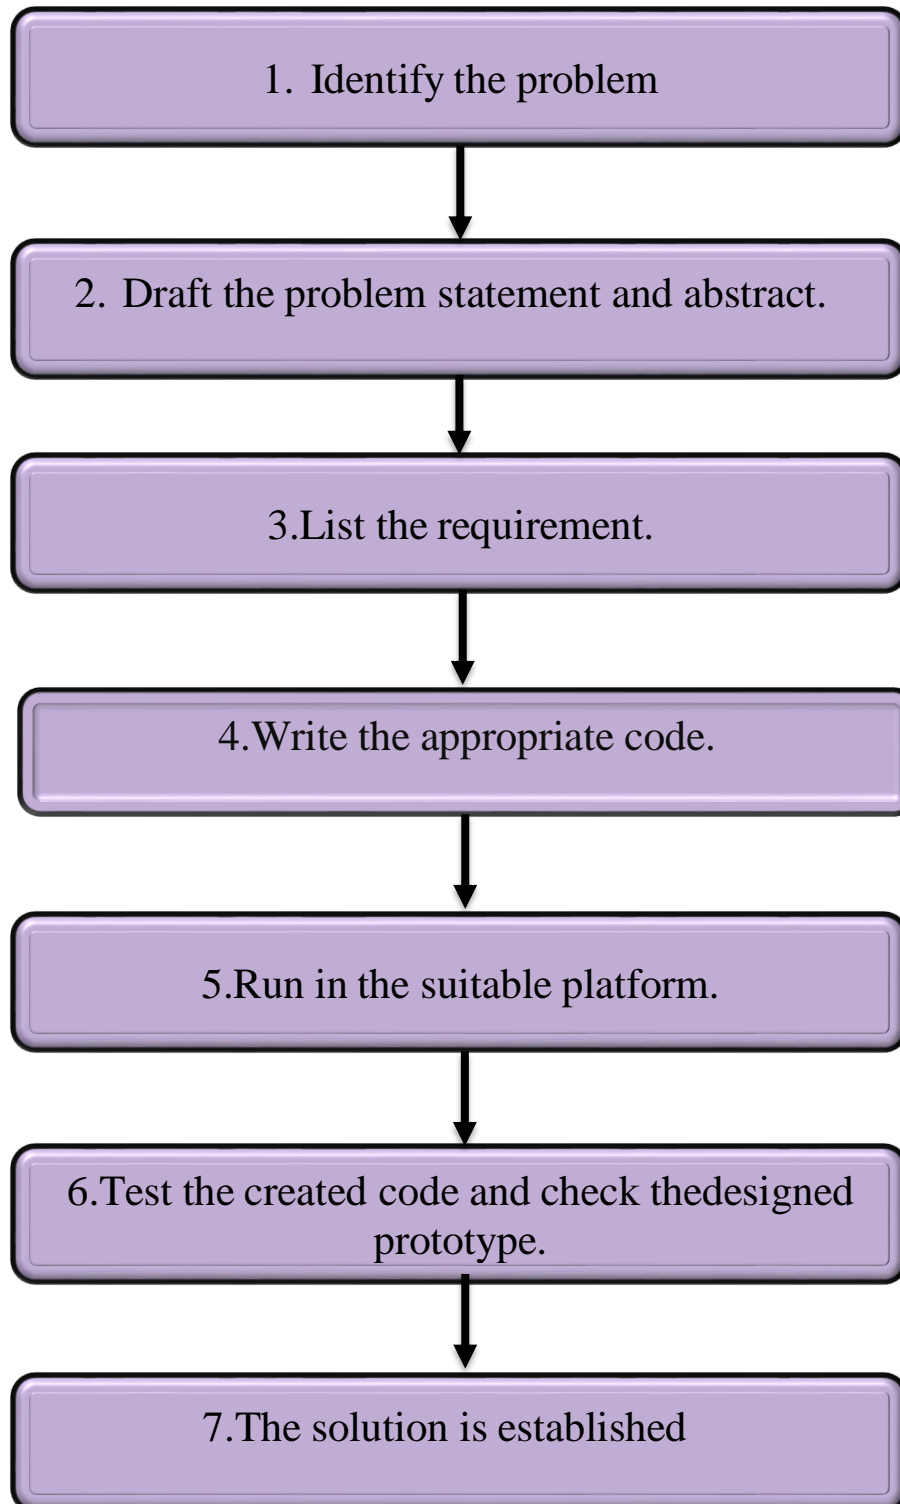 1. Identify the problem
2. Draft the problem statement and abstract.
3.List the requirement.
4.Write the appropriate code.
5.Run in the suitable platform.
6.Test the created code and check thedesigned
prototype.
7.The solution is established